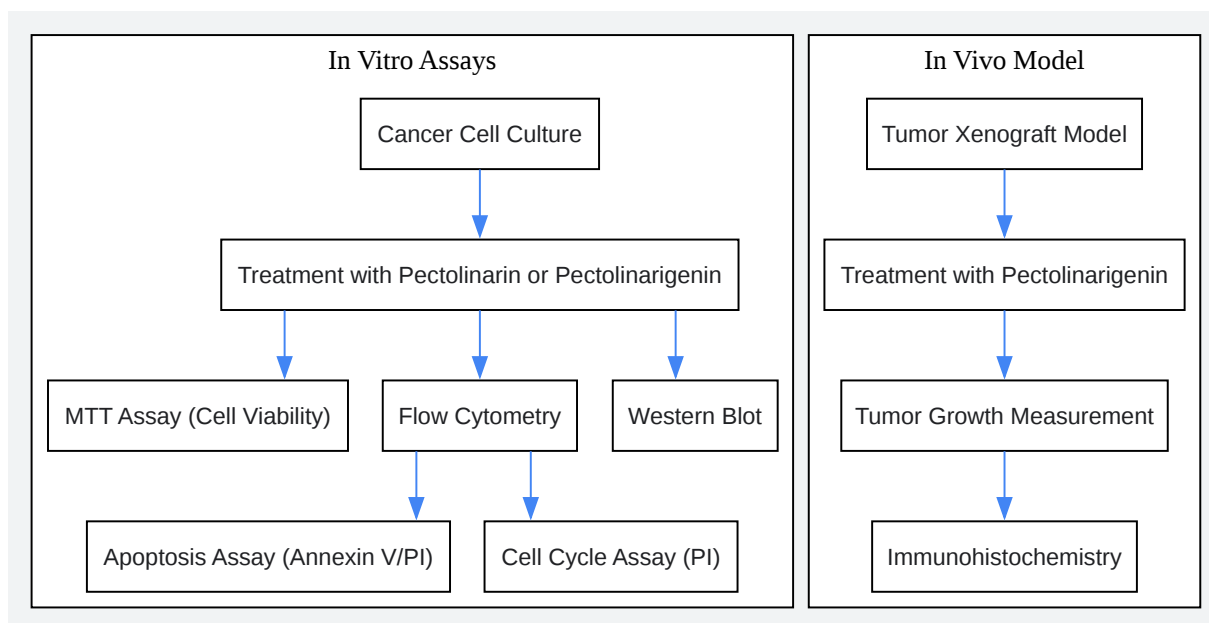 In Vitro Assays
Cancer Cell Culture
Treatment with Pectolinarin or Pectolinarigenin
MTT Assay (Cell Viability)
Flow Cytometry
Western Blot
Apoptosis Assay (Annexin V/PI)
Cell Cycle Assay (PI)
In Vivo Model
Tumor Xenograft Model
Treatment with Pectolinarigenin
Tumor Growth Measurement
Immunohistochemistry